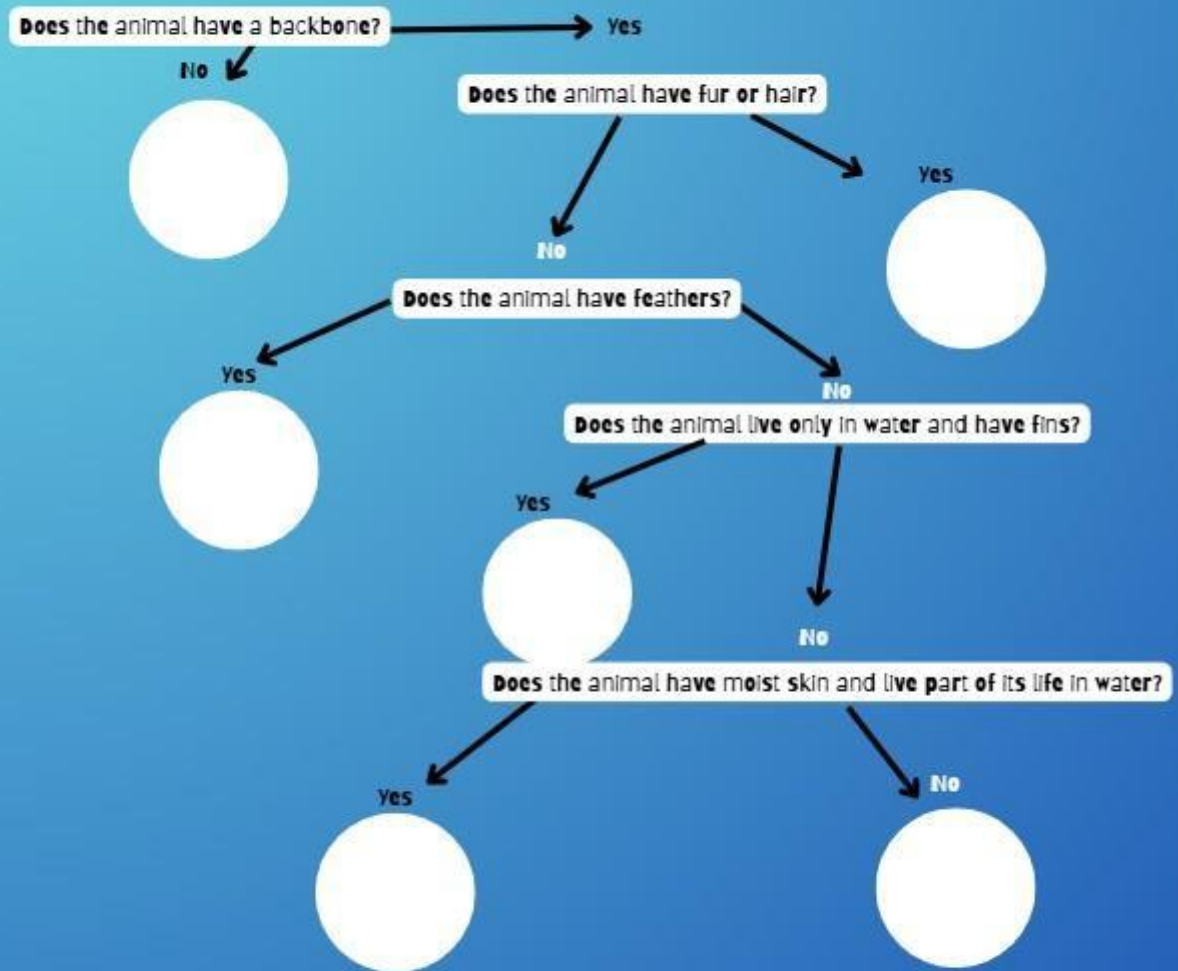 Does the animal have a backbone?
Yes
No
Does the animal have fur or hair?
Yes
No
Does the animal have feathers?
Yes
No
Does the animal live only in water and have fins?
Yes
No
Does the animal have moist skin and live part of its life in water?
Yes
No